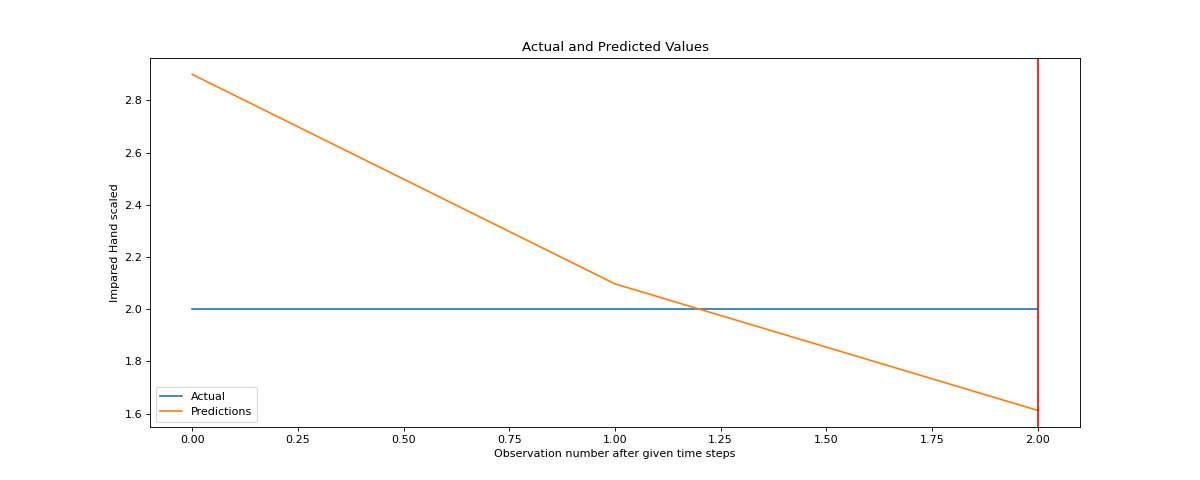 Actual and Predicted Values
Impared Hand scaled
2.8
2.6
2.4
2.2
2.0
1.8
1.6
Actual
Predictions
0.00 0.25 0.50 0.75 1.00 1.25 1.50 1.75 2.00
Observation number after given time steps